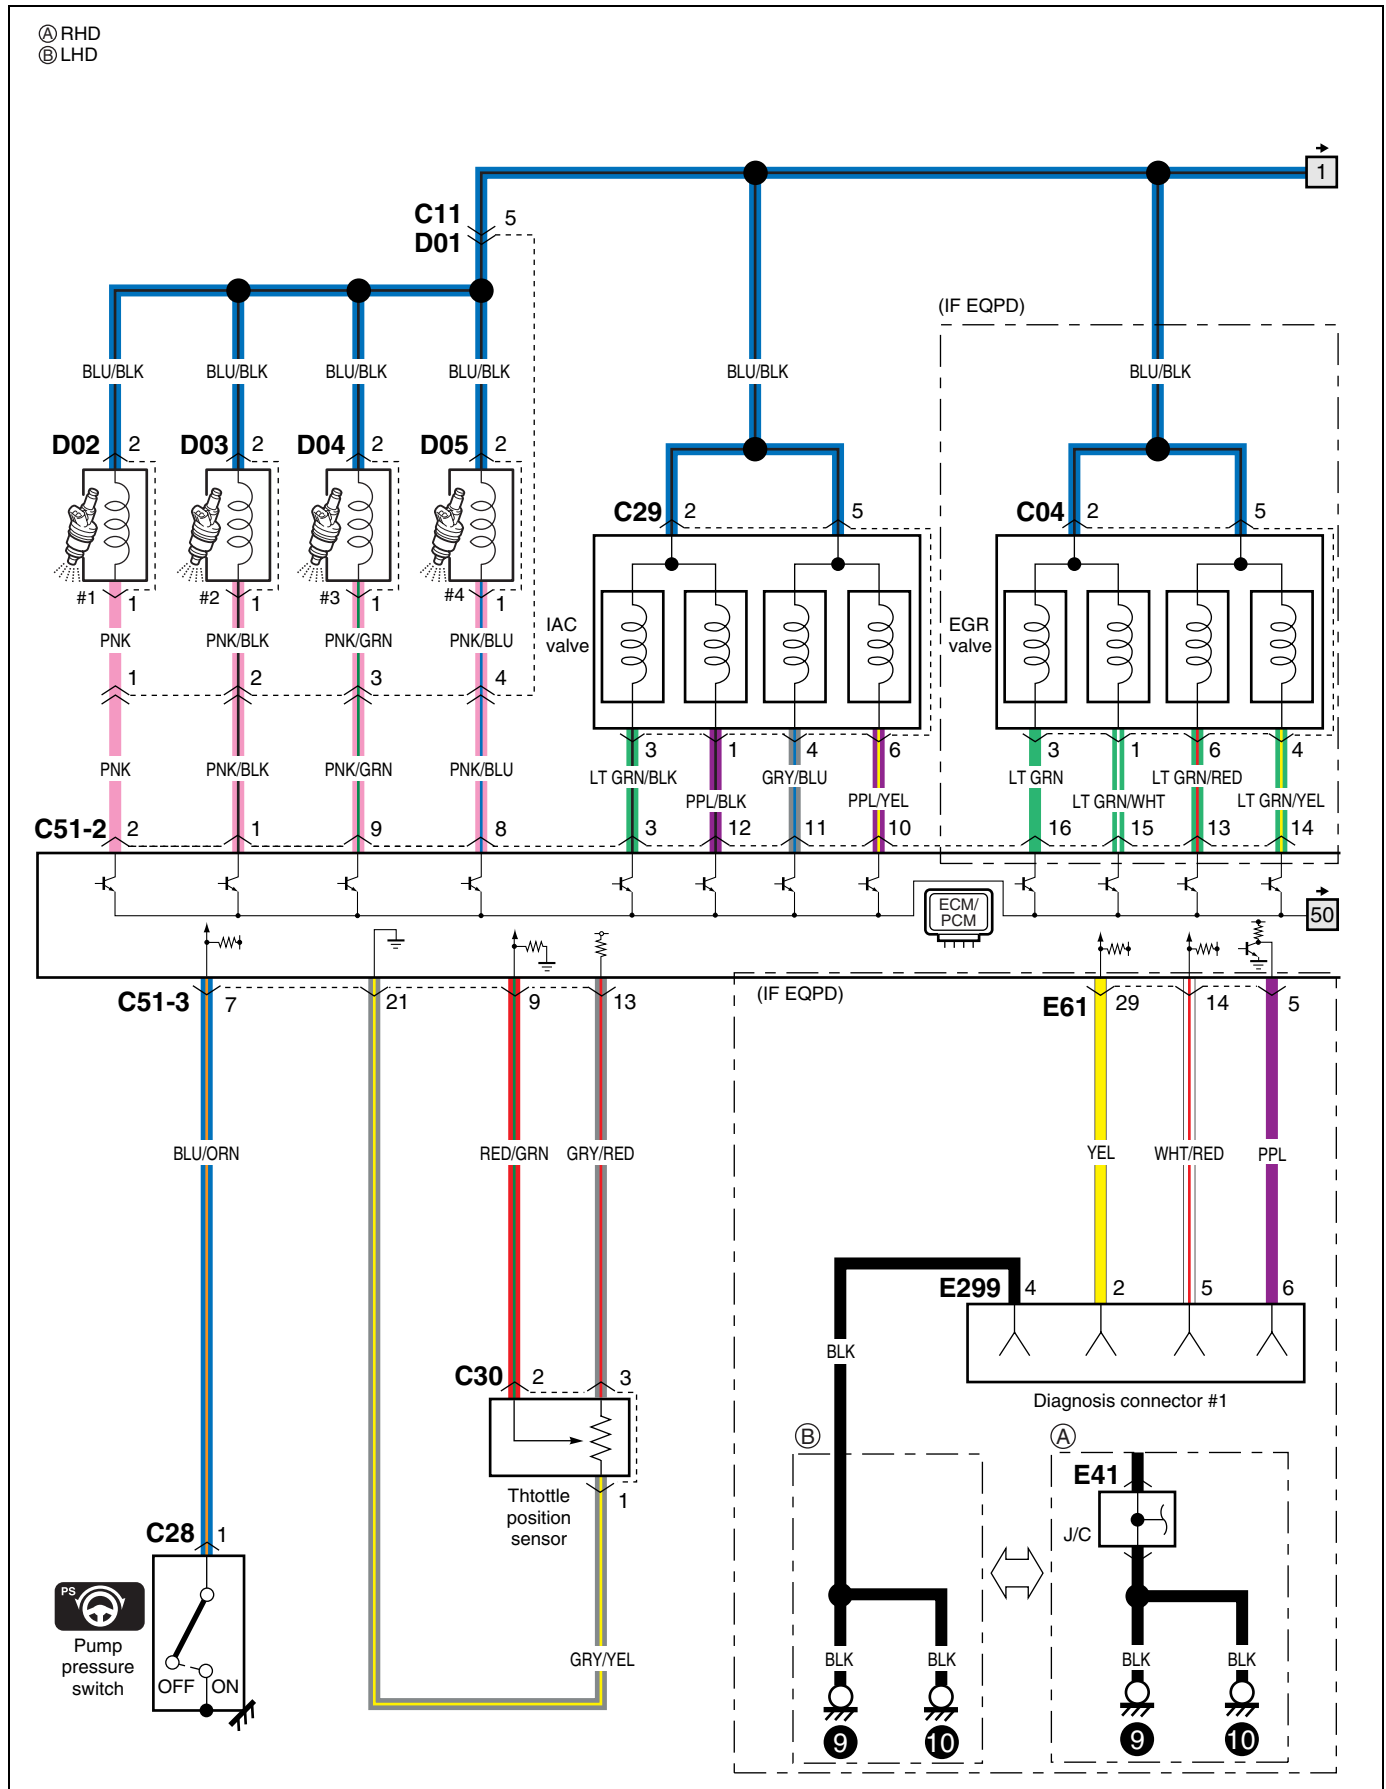 Ⓐ RHD
Ⓑ LHD
1
C11 5
D01
(IF EQPD)
BLU/BLK BLU/BLK BLU/BLK BLU/BLK BLU/BLK BLU/BLK
D02 2 D03 2 D04 2 D05 2
C29 2 5 C04 2 5
#1 1 #2 1 #3 1 #4 1
IAC
valve
EGR
valve
PNK PNK/BLK PNK/GRN PNK/BLU
1 2 3 4
3 1 4 6 3 1 6 4
PNK PNK/BLK PNK/GRN PNK/BLU LT GRN/BLK GRY/BLU LT GRN LT GRN/RED
PPL/BLK PPL/YEL LT GRN/WHT LT GRN/YEL
C51-2 2 1 9 8 3 12 11 10 16 15 13 14
ECM/
PCM
50
C51-3 7 21 9 13 (IF EQPD) E61 29 14 5
BLU/ORN RED/GRN GRY/RED YEL WHT/RED PPL
E299 4 2 5 6
BLK
C30 2 3
Diagnosis connector #1
Ⓑ Ⓐ
E41
1
Thtottle
position
sensor
J/C
C28 1
PS
Pump
pressure
switch
OFF ON
GRY/YEL BLK BLK BLK BLK
9 10 9 10